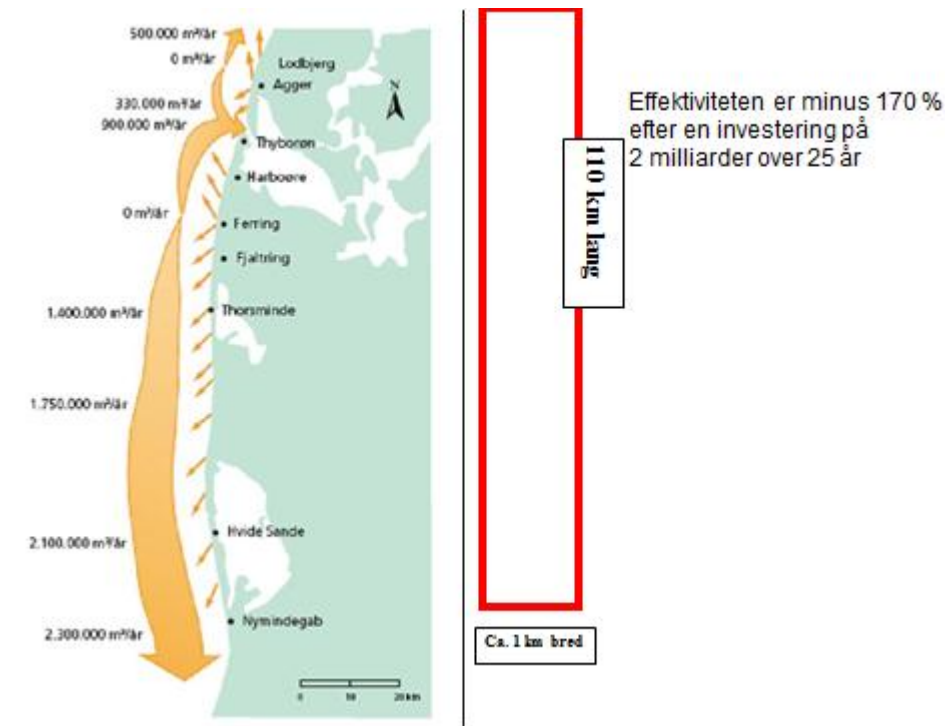 500.000 m³/år
0 m³/år
Lodbjerg
Agger
N
330.000 m³/år
900.000 m³/år
Thyborøn
Harboøre
0 m³/år
Ferring
Fjaltring
Thorsminde
1.400.000 m³/år
1.750.000 m³/år
Hvide Sande
2.100.000 m³/år
Nymindegab
2.300.000 m³/år
0 10 20 km
110 km lang
Ca. 1 km bred
Effektiviteten er minus 170 %
efter en investering på
2 milliarder over 25 år